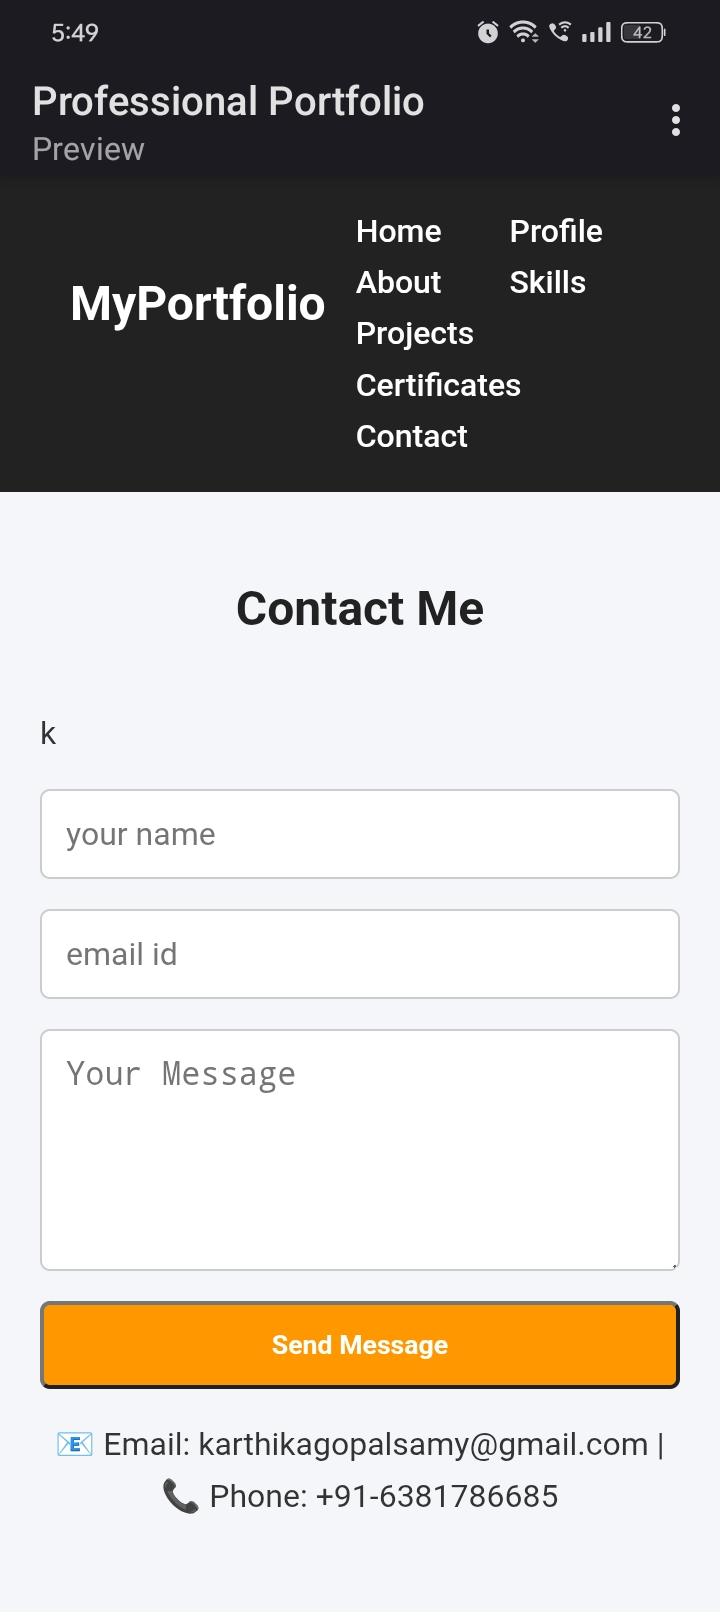 5:49
42
Professional Portfolio
Preview
MyPortfolio
Home Profile
About Skills
Projects
Certificates
Contact
Contact Me
k
your name
email id
Your Message
Send Message
📧 Email: karthikagopalsamy@gmail.com |
📞 Phone: +91-6381786685